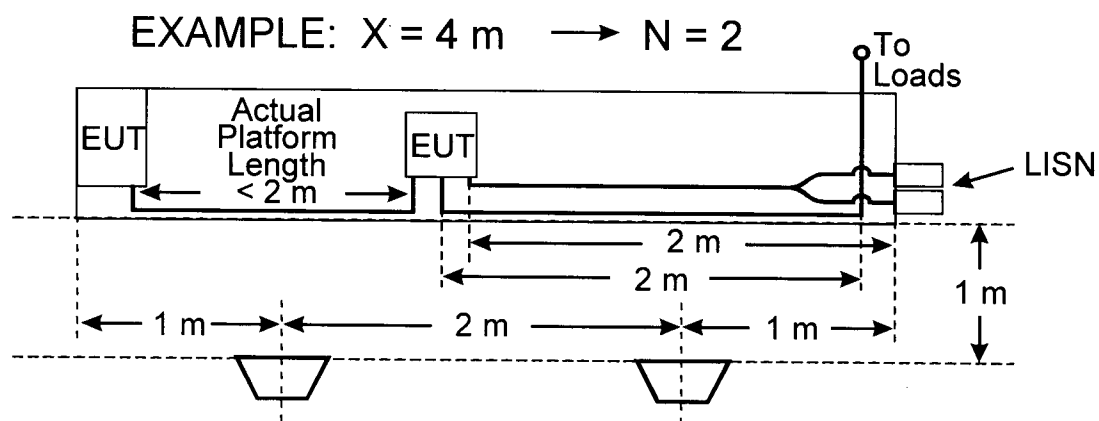 EXAMPLE: X = 4 m → N = 2
To
Loads
EUT
Actual
Platform
Length
< 2 m
EUT
LISN
2 m
2 m
1 m
1 m
2 m
1 m